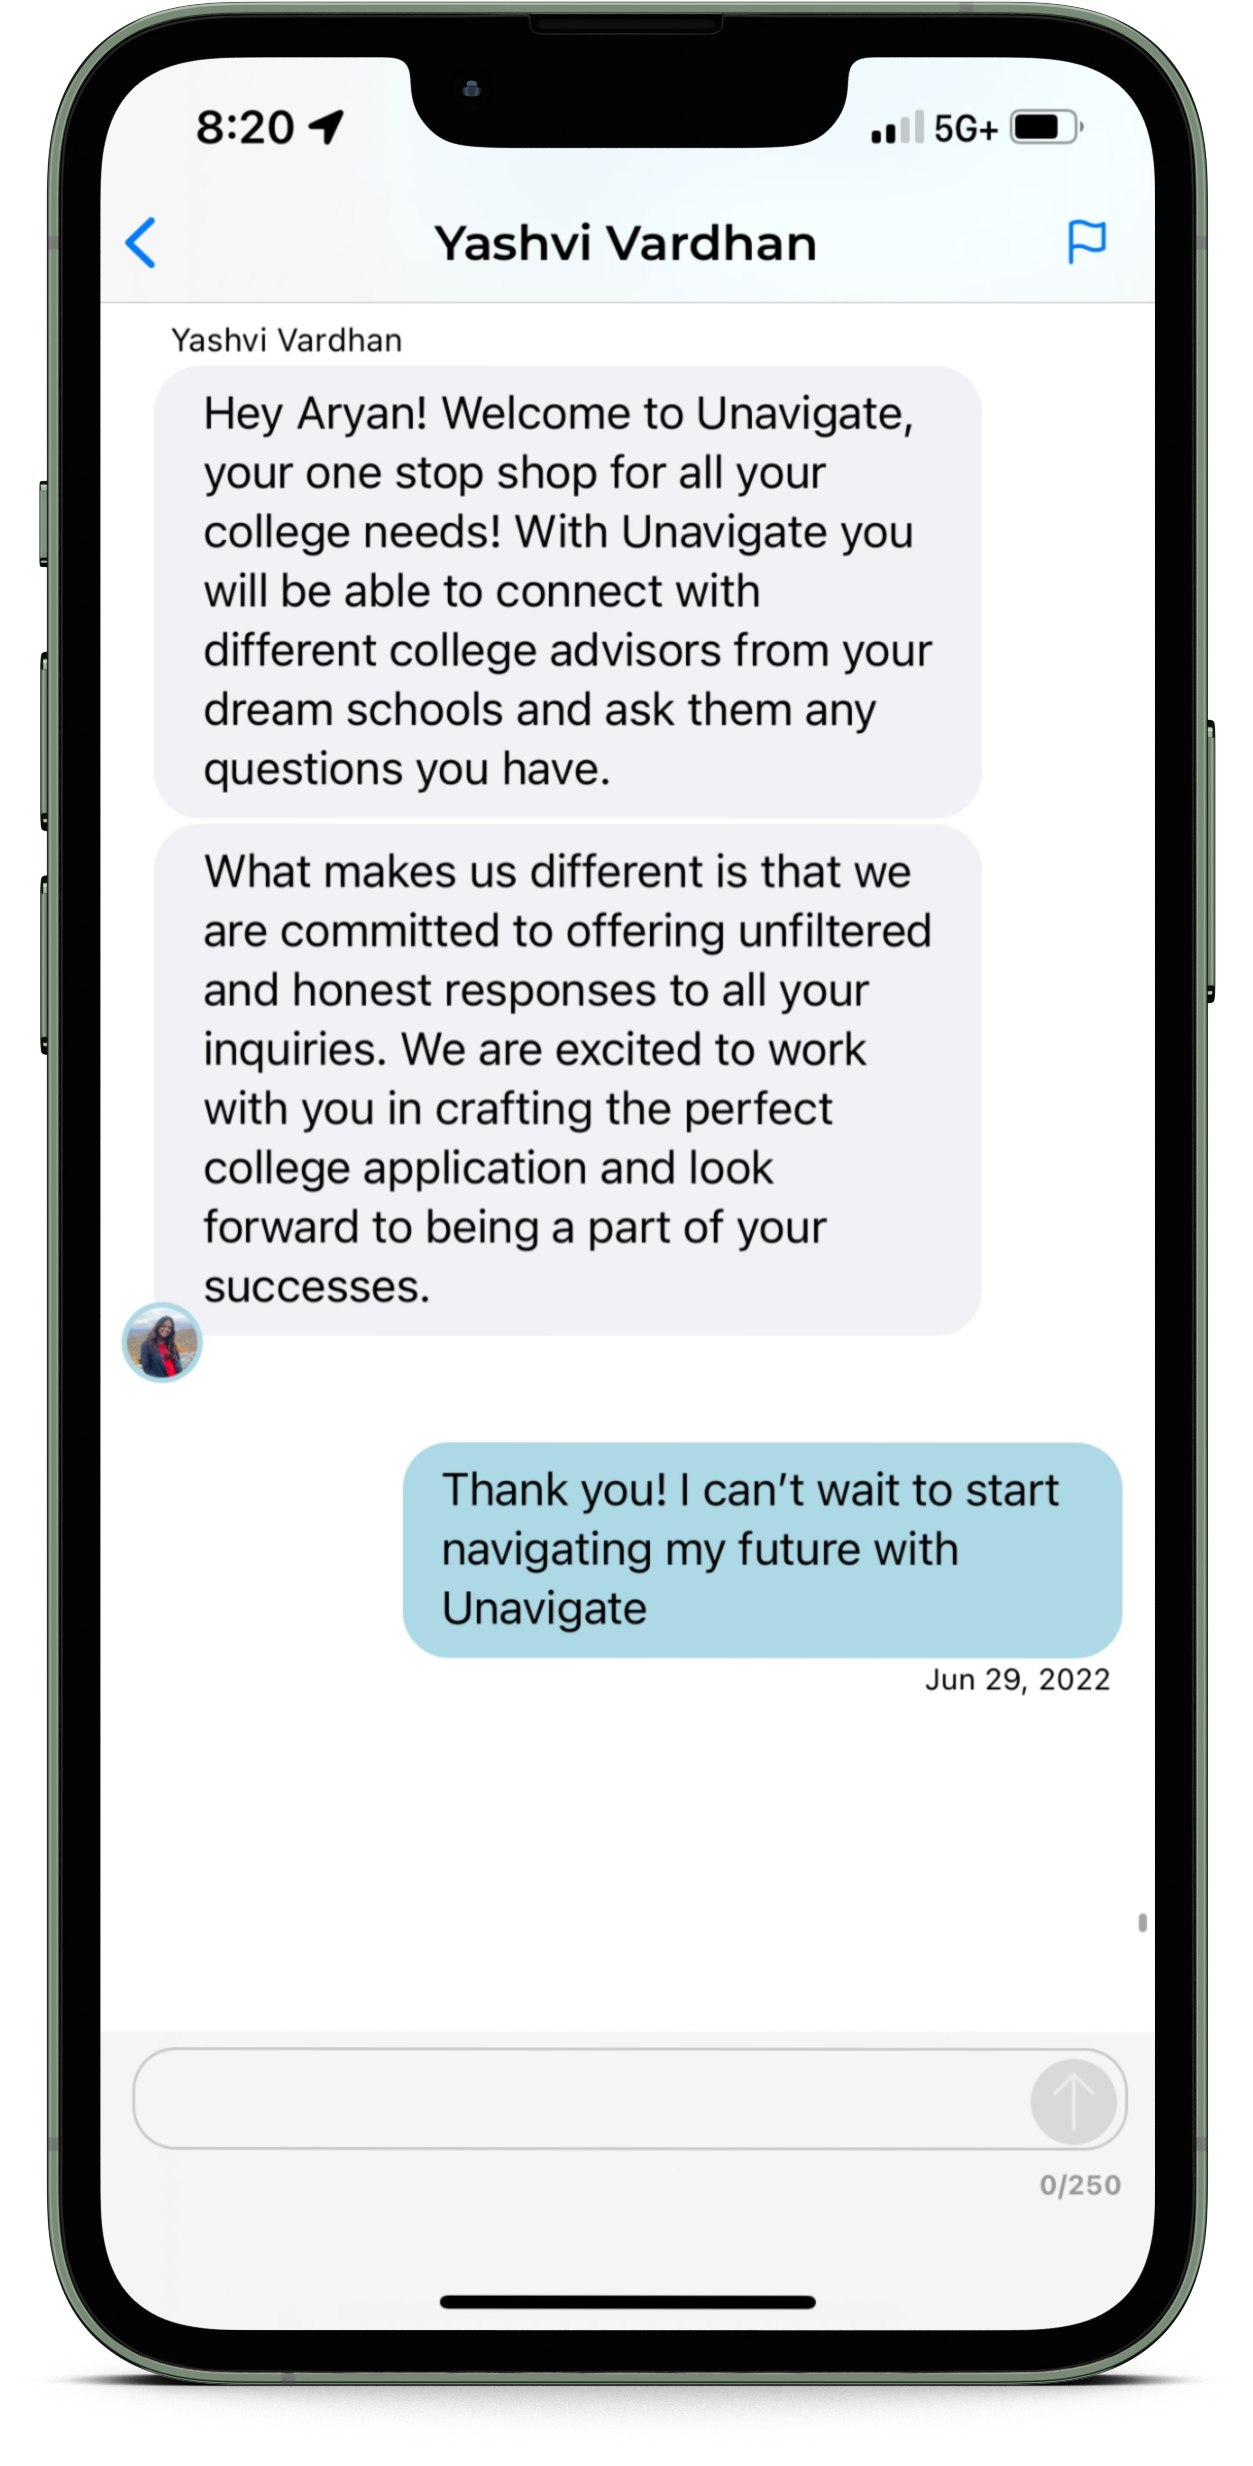 8:20
5G+
Yashvi Vardhan
Yashvi Vardhan
Hey Aryan! Welcome to Unavigate,
your one stop shop for all your
college needs! With Unavigate you
will be able to connect with
different college advisors from your
dream schools and ask them any
questions you have.
What makes us different is that we
are committed to offering unfiltered
and honest responses to all your
inquiries. We are excited to work
with you in crafting the perfect
college application and look
forward to being a part of your
successes.
Thank you! I can’t wait to start
navigating my future with
Unavigate
Jun 29, 2022
0/250